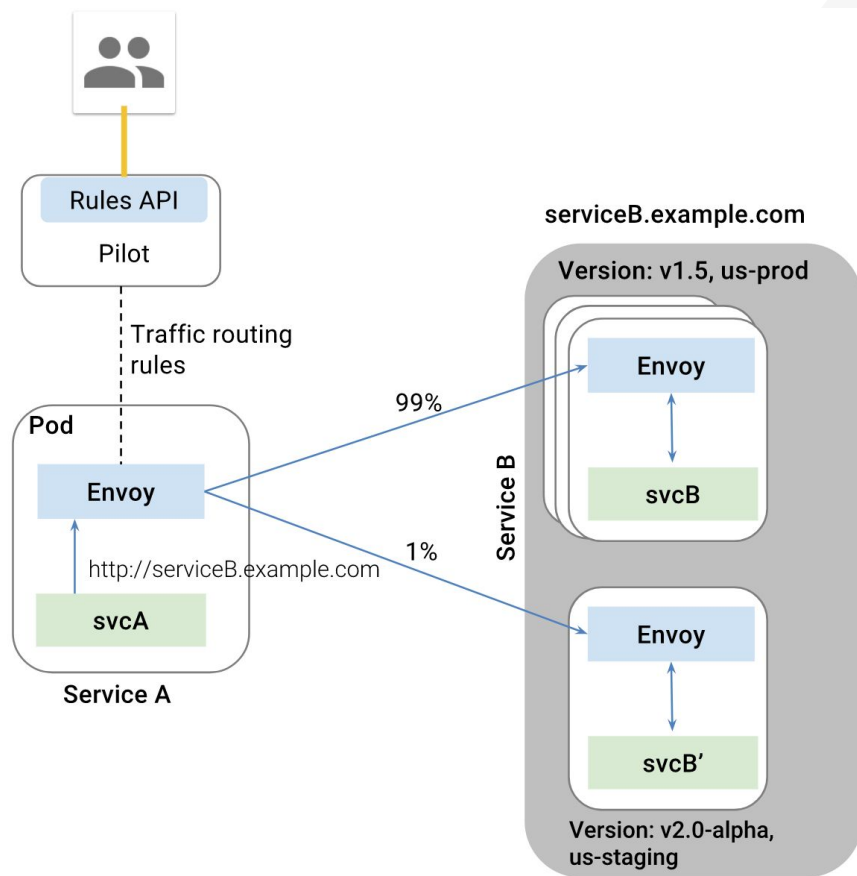 Rules API
Pilot
Traffic routing
rules
Pod
Envoy
http://serviceB.example.com
svcA
Service A
99%
1%
serviceB.example.com
Version: v1.5, us-prod
Service B
Envoy
svcB
Envoy
svcB’
Version: v2.0-alpha,
us-staging